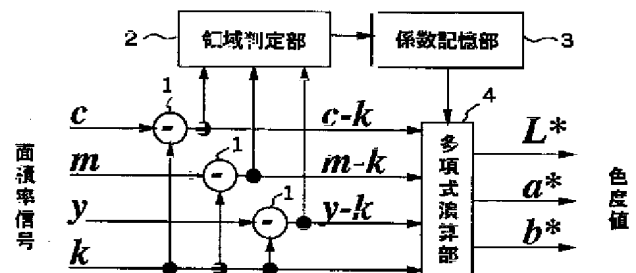 2
領域判定部
係数記憶部
3
1
4
c
-
c-k
L*
1
m
-
m-k
a*
1
y
-
y-k
b*
k
面積率信号
多項式演算部
色度値